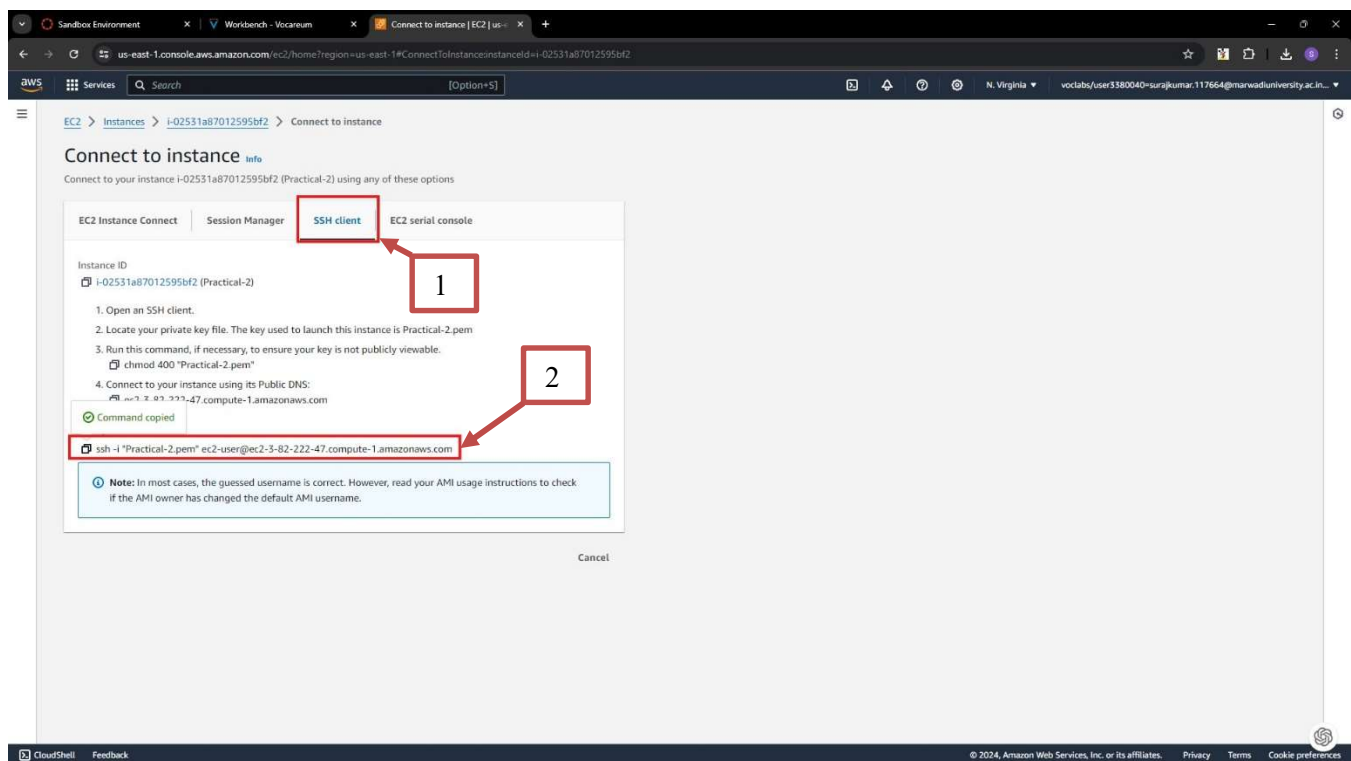 Sandbox Environment
Workbench - Vocareum
Connect to instance | EC2 | us-e
us-east-1.console.aws.amazon.com/ec2/home?region=us-east-1#ConnectToInstance:instanceId=i-02531a87012595bf2
aws
Services
Search
[Option+S]
N. Virginia
voclabs/user3380040=surajkumar.117664@marwadiuniversity.ac.in...
EC2 > Instances > i-02531a87012595bf2 > Connect to instance
Connect to instance Info
Connect to your instance i-02531a87012595bf2 (Practical-2) using any of these options
EC2 Instance Connect
Session Manager
SSH client
EC2 serial console
1
Instance ID
i-02531a87012595bf2 (Practical-2)
1. Open an SSH client.
2. Locate your private key file. The key used to launch this instance is Practical-2.pem
3. Run this command, if necessary, to ensure your key is not publicly viewable.
chmod 400 "Practical-2.pem"
2
4. Connect to your instance using its Public DNS:
ec2-3-82-222-47.compute-1.amazonaws.com
Command copied
ssh -i "Practical-2.pem" ec2-user@ec2-3-82-222-47.compute-1.amazonaws.com
Note: In most cases, the guessed username is correct. However, read your AMI usage instructions to check
if the AMI owner has changed the default AMI username.
Cancel
CloudShell
Feedback
© 2024, Amazon Web Services, Inc. or its affiliates.
Privacy
Terms
Cookie preferences